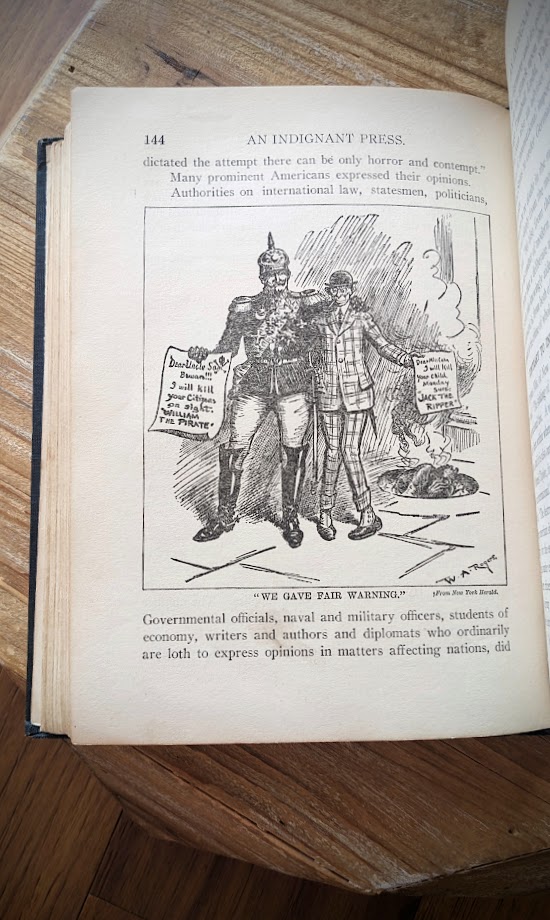 144
AN INDIGNANT PRESS.
dictated the attempt there can be only horror and contempt."
Many prominent Americans expressed their opinions.
Authorities on international law, statesmen, politicians,
Dear Uncle Sam
Beware!!!
I will kill
your Citizens
on sight.
"WILLIAM
THE PIRATE"
Dear Madam
I will kill
your child
Monday
sure.
JACK THE
RIPPER
W. A. Rogers
"WE GAVE FAIR WARNING."
From New York Herald.
Governmental officials, naval and military officers, students of
economy, writers and authors and diplomats who ordinarily
are loth to express opinions in matters affecting nations, did